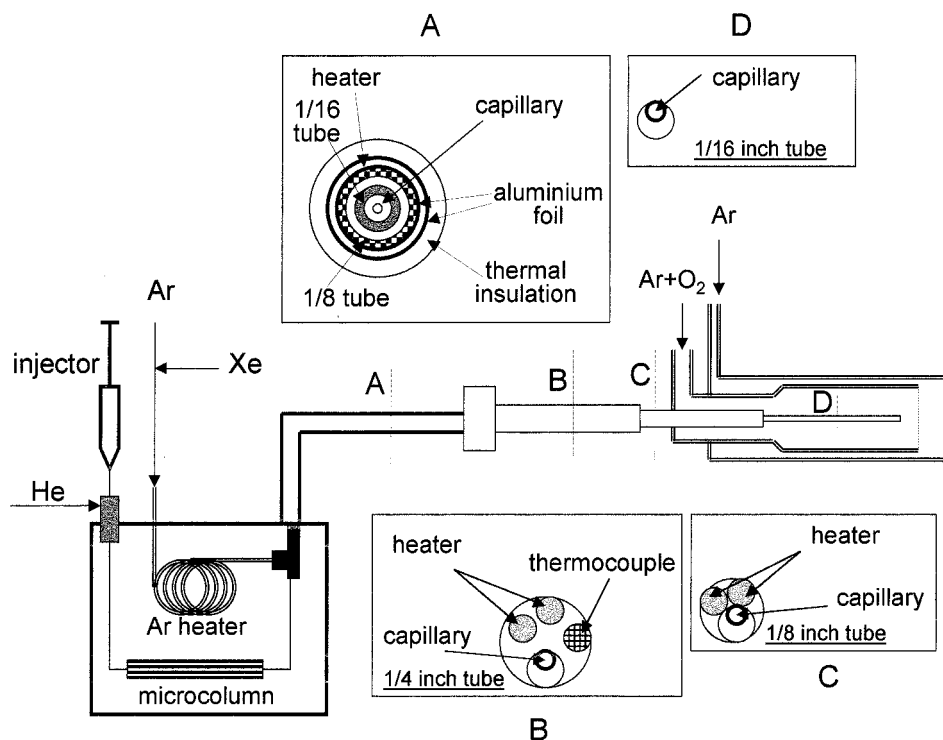 A
heater
1/16
tube
capillary
aluminium
foil
thermal
insulation
1/8 tube
D
capillary
1/16 inch tube
Ar
Ar+O₂
Ar
Xe
injector
He
A
B
C
D
Ar heater
microcolumn
heater
thermocouple
capillary
1/4 inch tube
B
heater
capillary
1/8 inch tube
C